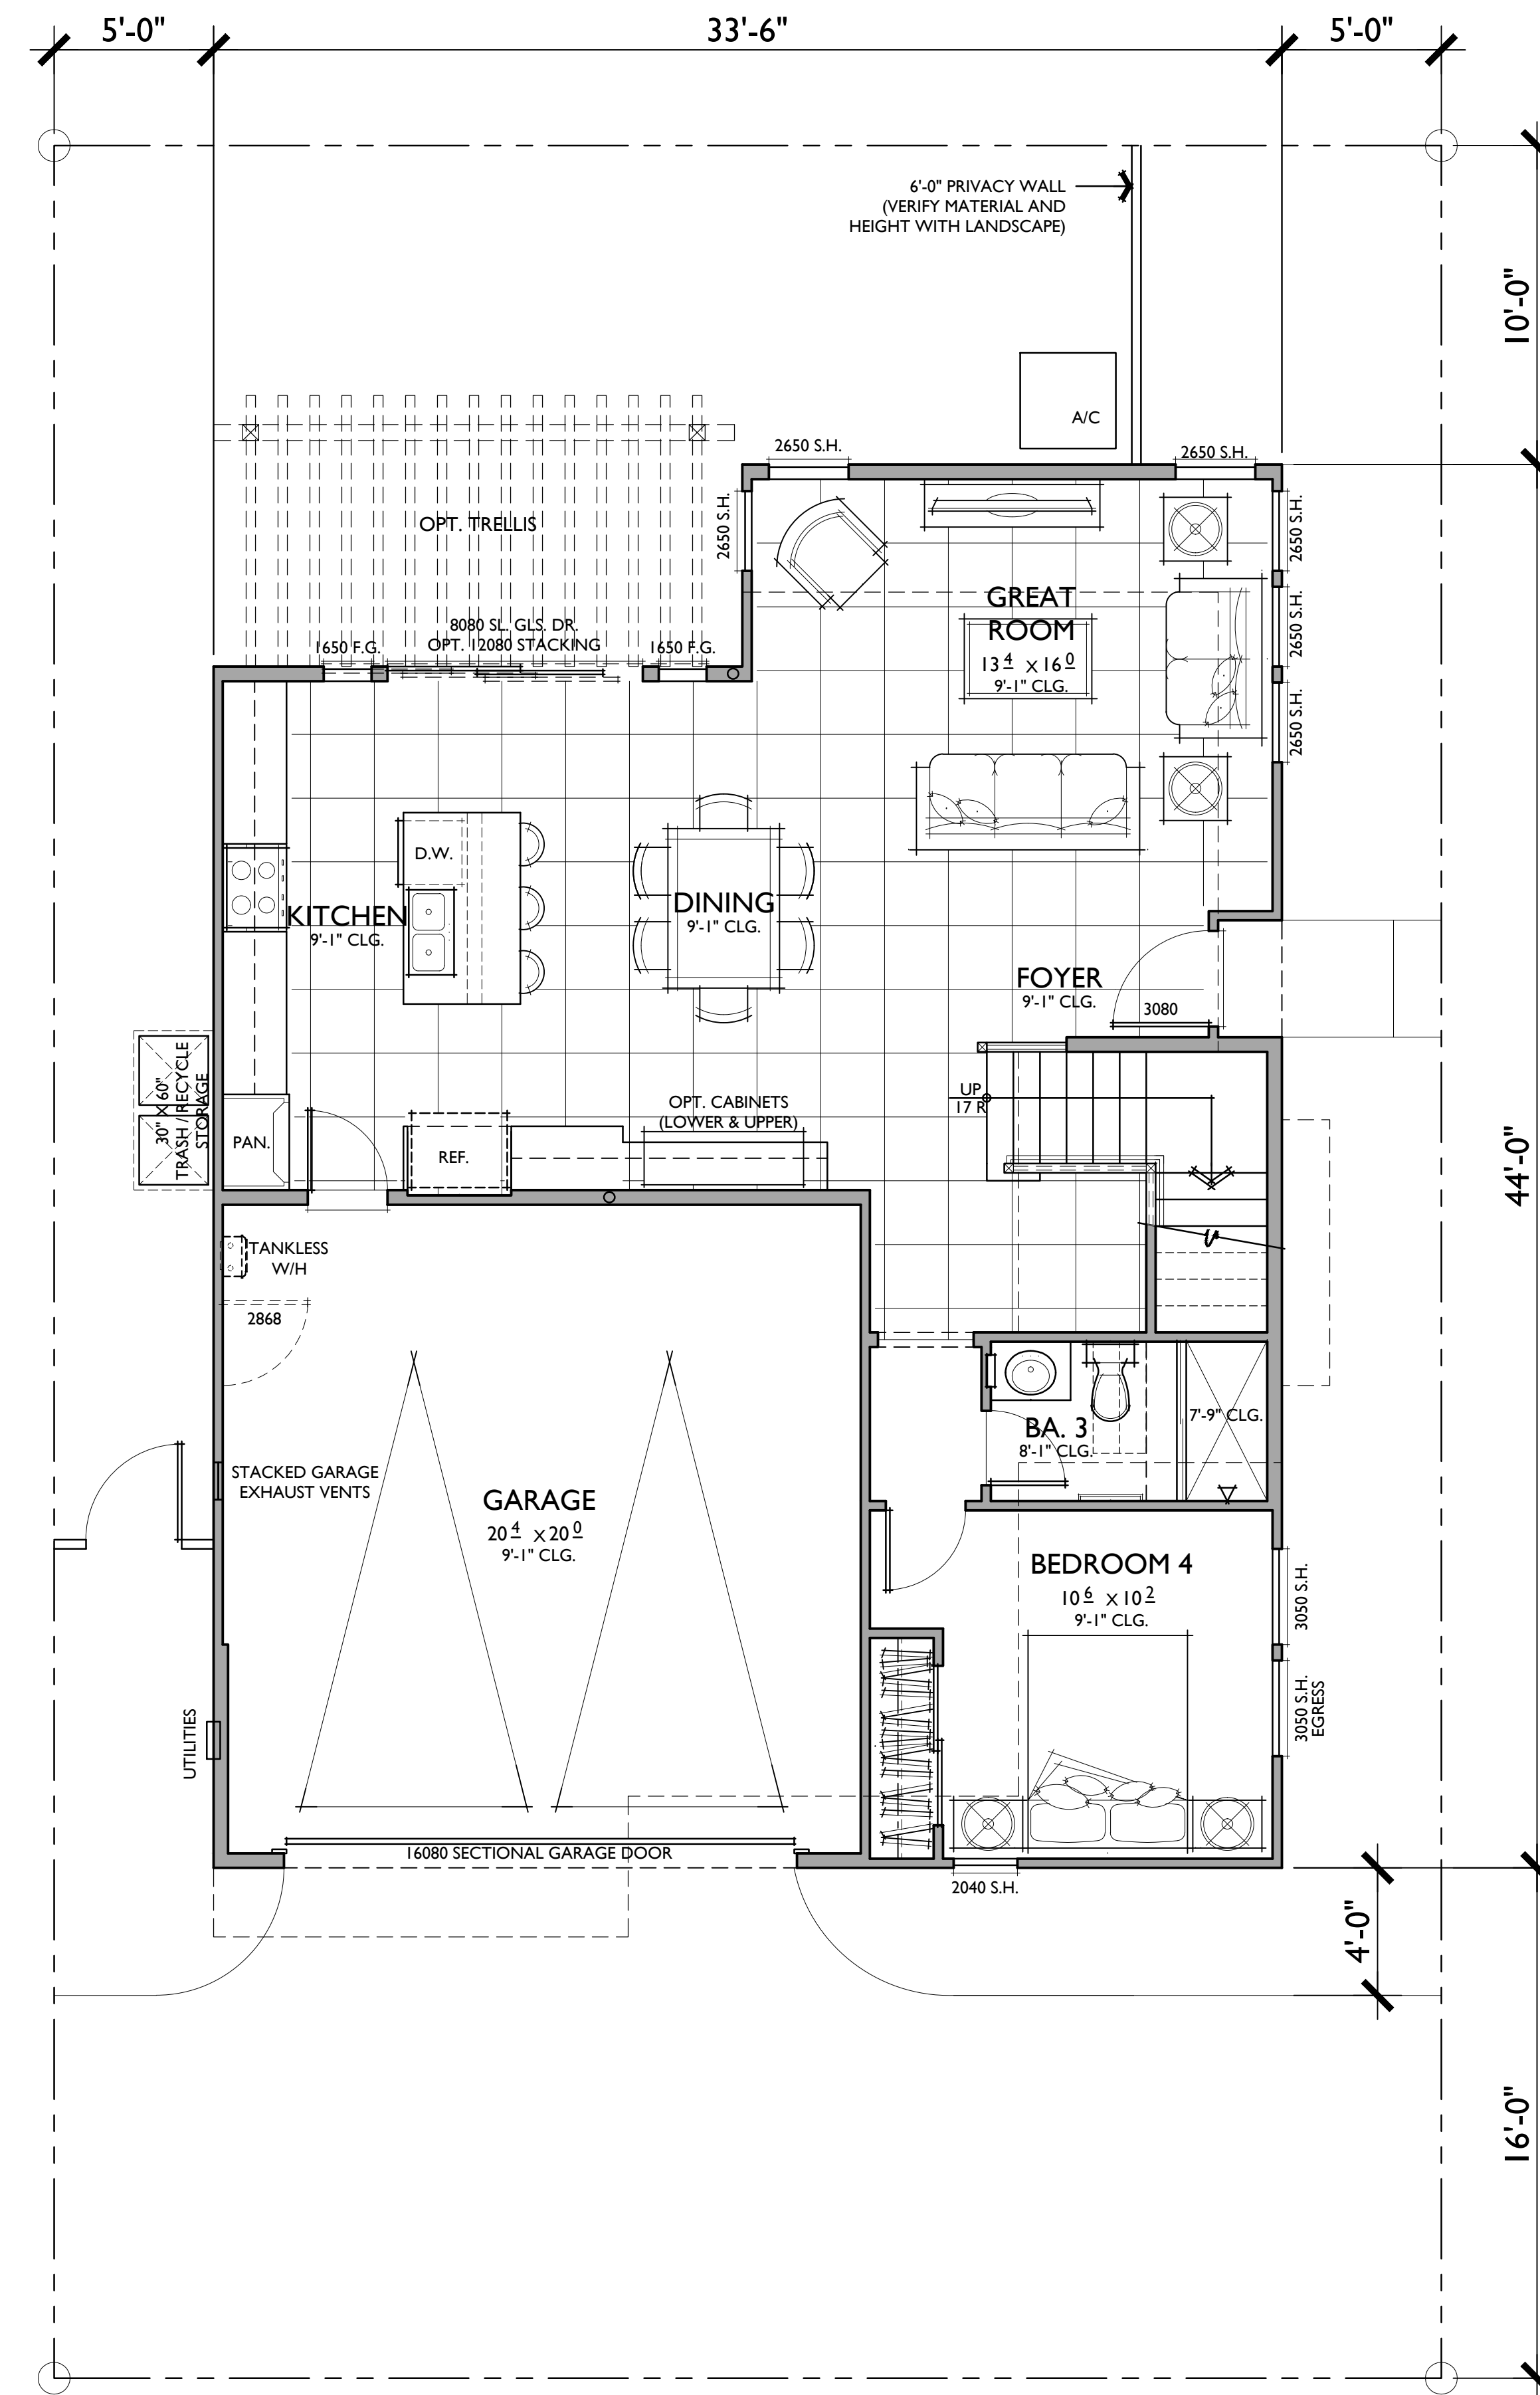 5'-0"
33'-6"
5'-0"
6'-0" PRIVACY WALL
(VERIFY MATERIAL AND
HEIGHT WITH LANDSCAPE)
10'-0"
A/C
2650 S.H.
2650 S.H.
2650 S.H.
2650 S.H.
OPT. TRELLIS
GREAT
ROOM
13 4 X 16 0
9'-1" CLG.
2650 S.H.
8080 SL. GLS. DR.
OPT. 12080 STACKING
1650 F.G.
1650 F.G.
2650 S.H.
D.W.
KITCHEN
9'-1" CLG.
DINING
9'-1" CLG.
FOYER
9'-1" CLG.
3080
30" X 60"
TRASH / RECYCLE
STORAGE
PAN.
REF.
OPT. CABINETS
(LOWER & UPPER)
UP
17 R
44'-0"
TANKLESS
W/H
2868
BA. 3
8'-1" CLG.
7'-9" CLG.
STACKED GARAGE
EXHAUST VENTS
GARAGE
20 4 X 20 0
9'-1" CLG.
BEDROOM 4
10 6 X 10 2
9'-1" CLG.
3050 S.H.
3050 S.H.
EGRESS
UTILITIES
16080 SECTIONAL GARAGE DOOR
2040 S.H.
4'-0"
16'-0"